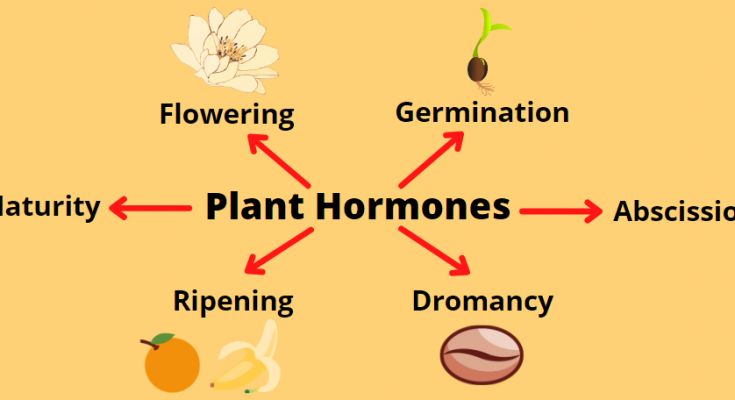 Flowering
Germination
aturity
Plant Hormones
Abscissio
Ripening
Dromancy